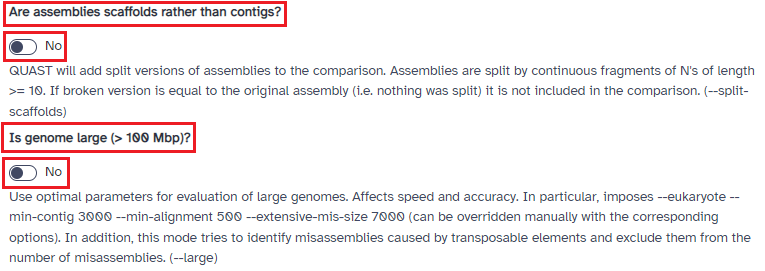 Are assemblies scaffolds rather than contigs?
No
QUAST will add split versions of assemblies to the comparison. Assemblies are split by continuous fragments of N's of length
>= 10. If broken version is equal to the original assembly (i.e. nothing was split) it is not included in the comparison. (--split-
scaffolds)
Is genome large (> 100 Mbp)?
No
Use optimal parameters for evaluation of large genomes. Affects speed and accuracy. In particular, imposes --eukaryote --
min-contig 3000 --min-alignment 500 --extensive-mis-size 7000 (can be overridden manually with the corresponding
options). In addition, this mode tries to identify misassemblies caused by transposable elements and exclude them from the
number of misassemblies. (--large)